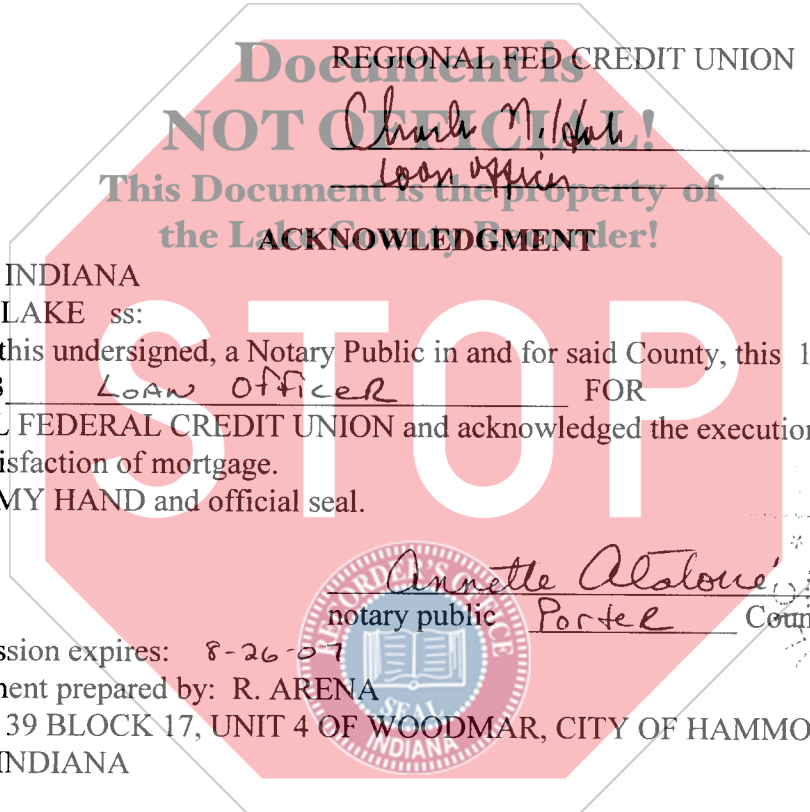 REGIONAL FED CREDIT UNION
Document is
NOT OFFICIAL!
Loan Officer
This Document is the property of
the Lake County Recorder!
ACKNOWLEDGMENT
INDIANA
LAKE ss:
this undersigned, a Notary Public in and for said County, this 1
Loan Officer FOR
L FEDERAL CREDIT UNION and acknowledged the execution
isfaction of mortgage.
MY HAND and official seal.
STOP
Annette
notary public Porter Coun
ssion expires: 8-26-07
nent prepared by: R. ARENA
39 BLOCK 17, UNIT 4 OF WOODMAR, CITY OF HAMMO
INDIANA
RECORDER'S OFFICE
SEAL
INDIANA